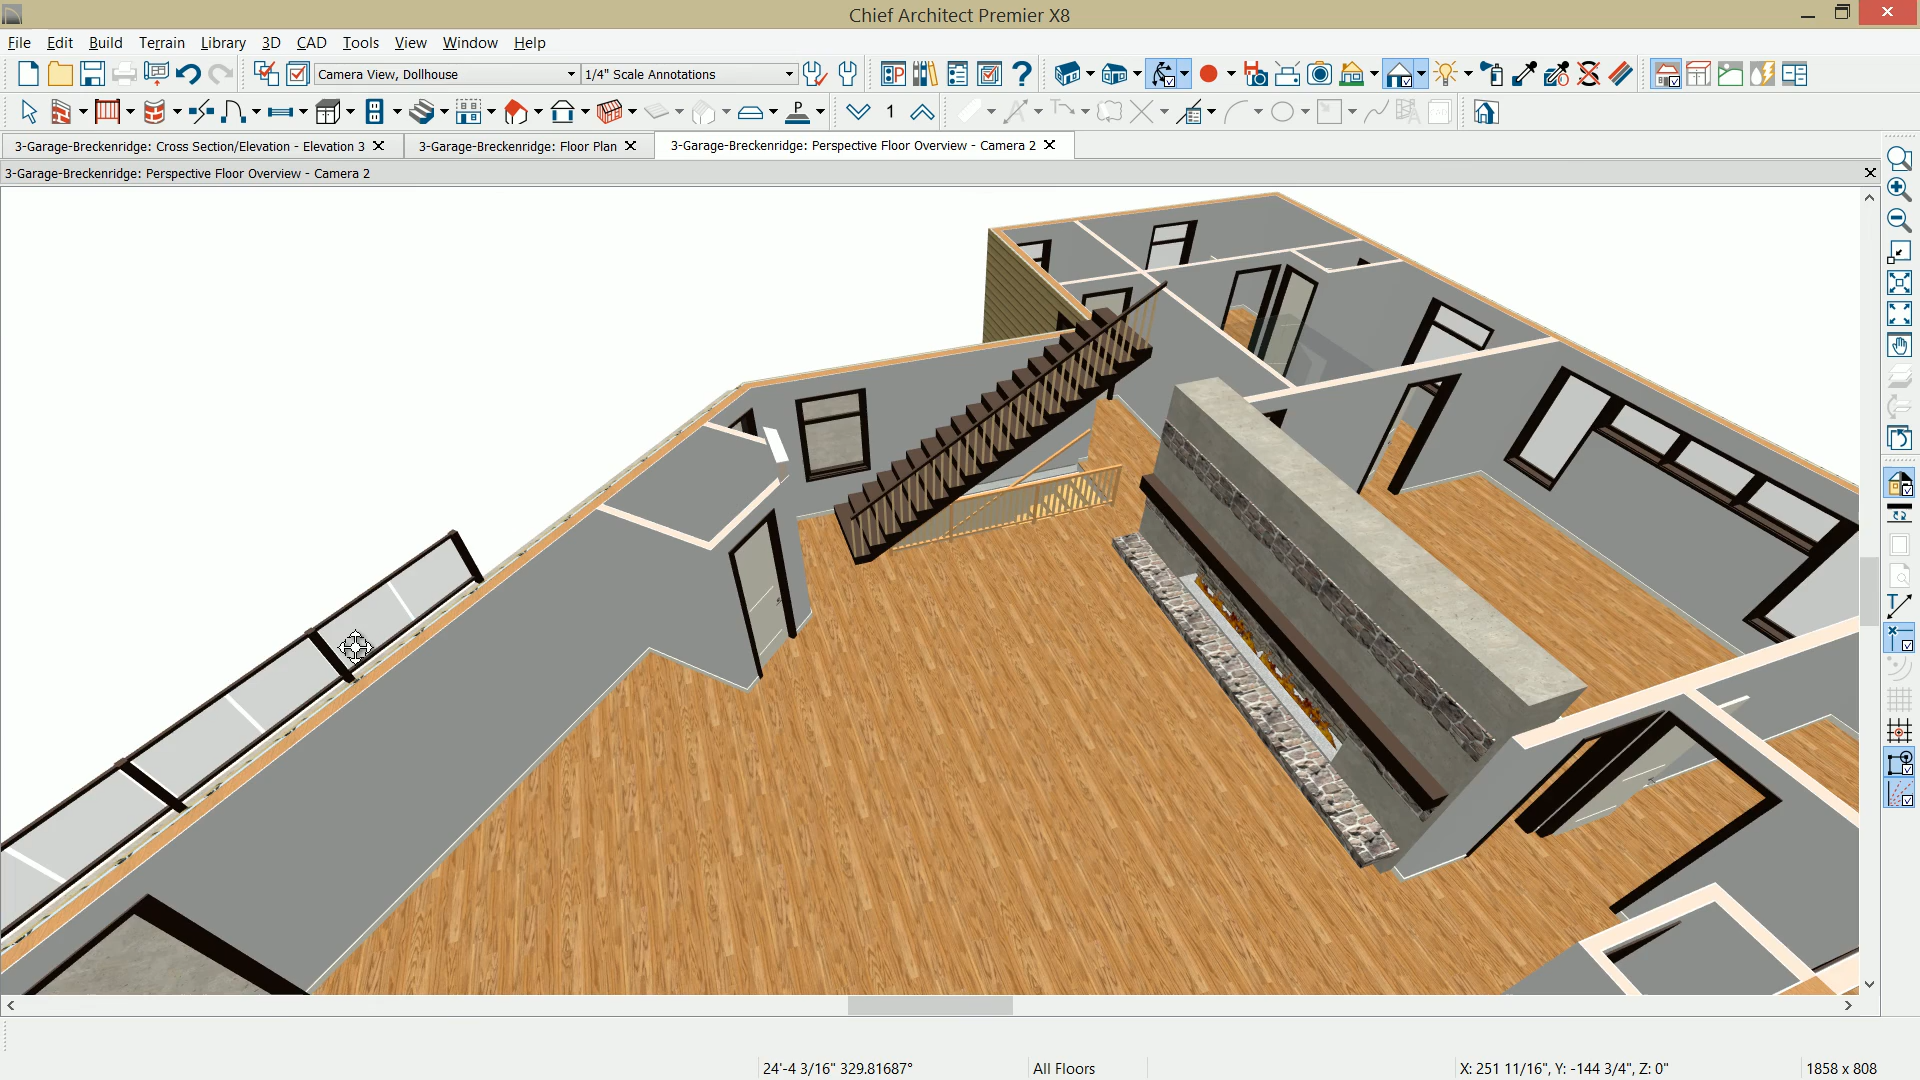 Chief Architect Premier X8
File Edit Build Terrain Library 3D CAD Tools View Window Help
Camera View, Dollhouse 1/4" Scale Annotations
1
3-Garage-Breckenridge: Cross Section/Elevation - Elevation 3 3-Garage-Breckenridge: Floor Plan 3-Garage-Breckenridge: Perspective Floor Overview - Camera 2
3-Garage-Breckenridge: Perspective Floor Overview - Camera 2
24'-4 3/16" 329.81687° All Floors X: 251 11/16", Y: -144 3/4", Z: 0" 1858 x 808